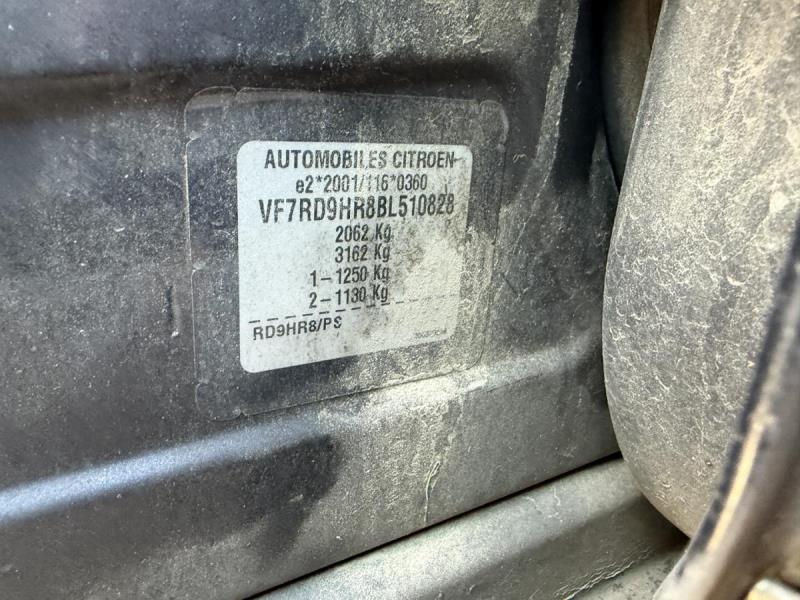 AUTOMOBILES CITROEN
e2*2001/116*0360
VF7RD9HR8BL510828
2062 Kg
3162 Kg
1 – 1250 Kg
2 – 1130 Kg
RD9HR8/PS